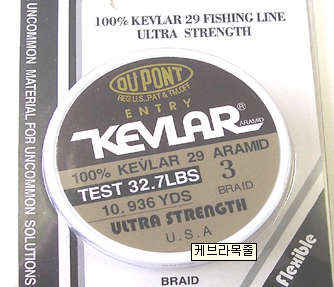 100% KEVLAR 29 FISHING LINE
ULTRA STRENGTH
UNCOMMON MATERIAL FOR UNCOMMON SOLUTIONS
DU PONT
REG U.S. PAT & TM. OFF
ENTRY
KEVLAR®
ARAMID
100% KEVLAR 29 ARAMID
TEST 32.7LBS
3
BRAID
10.936 YDS
ULTRA STRENGTH
U.S.A
케브라목줄
flexible
BRAID